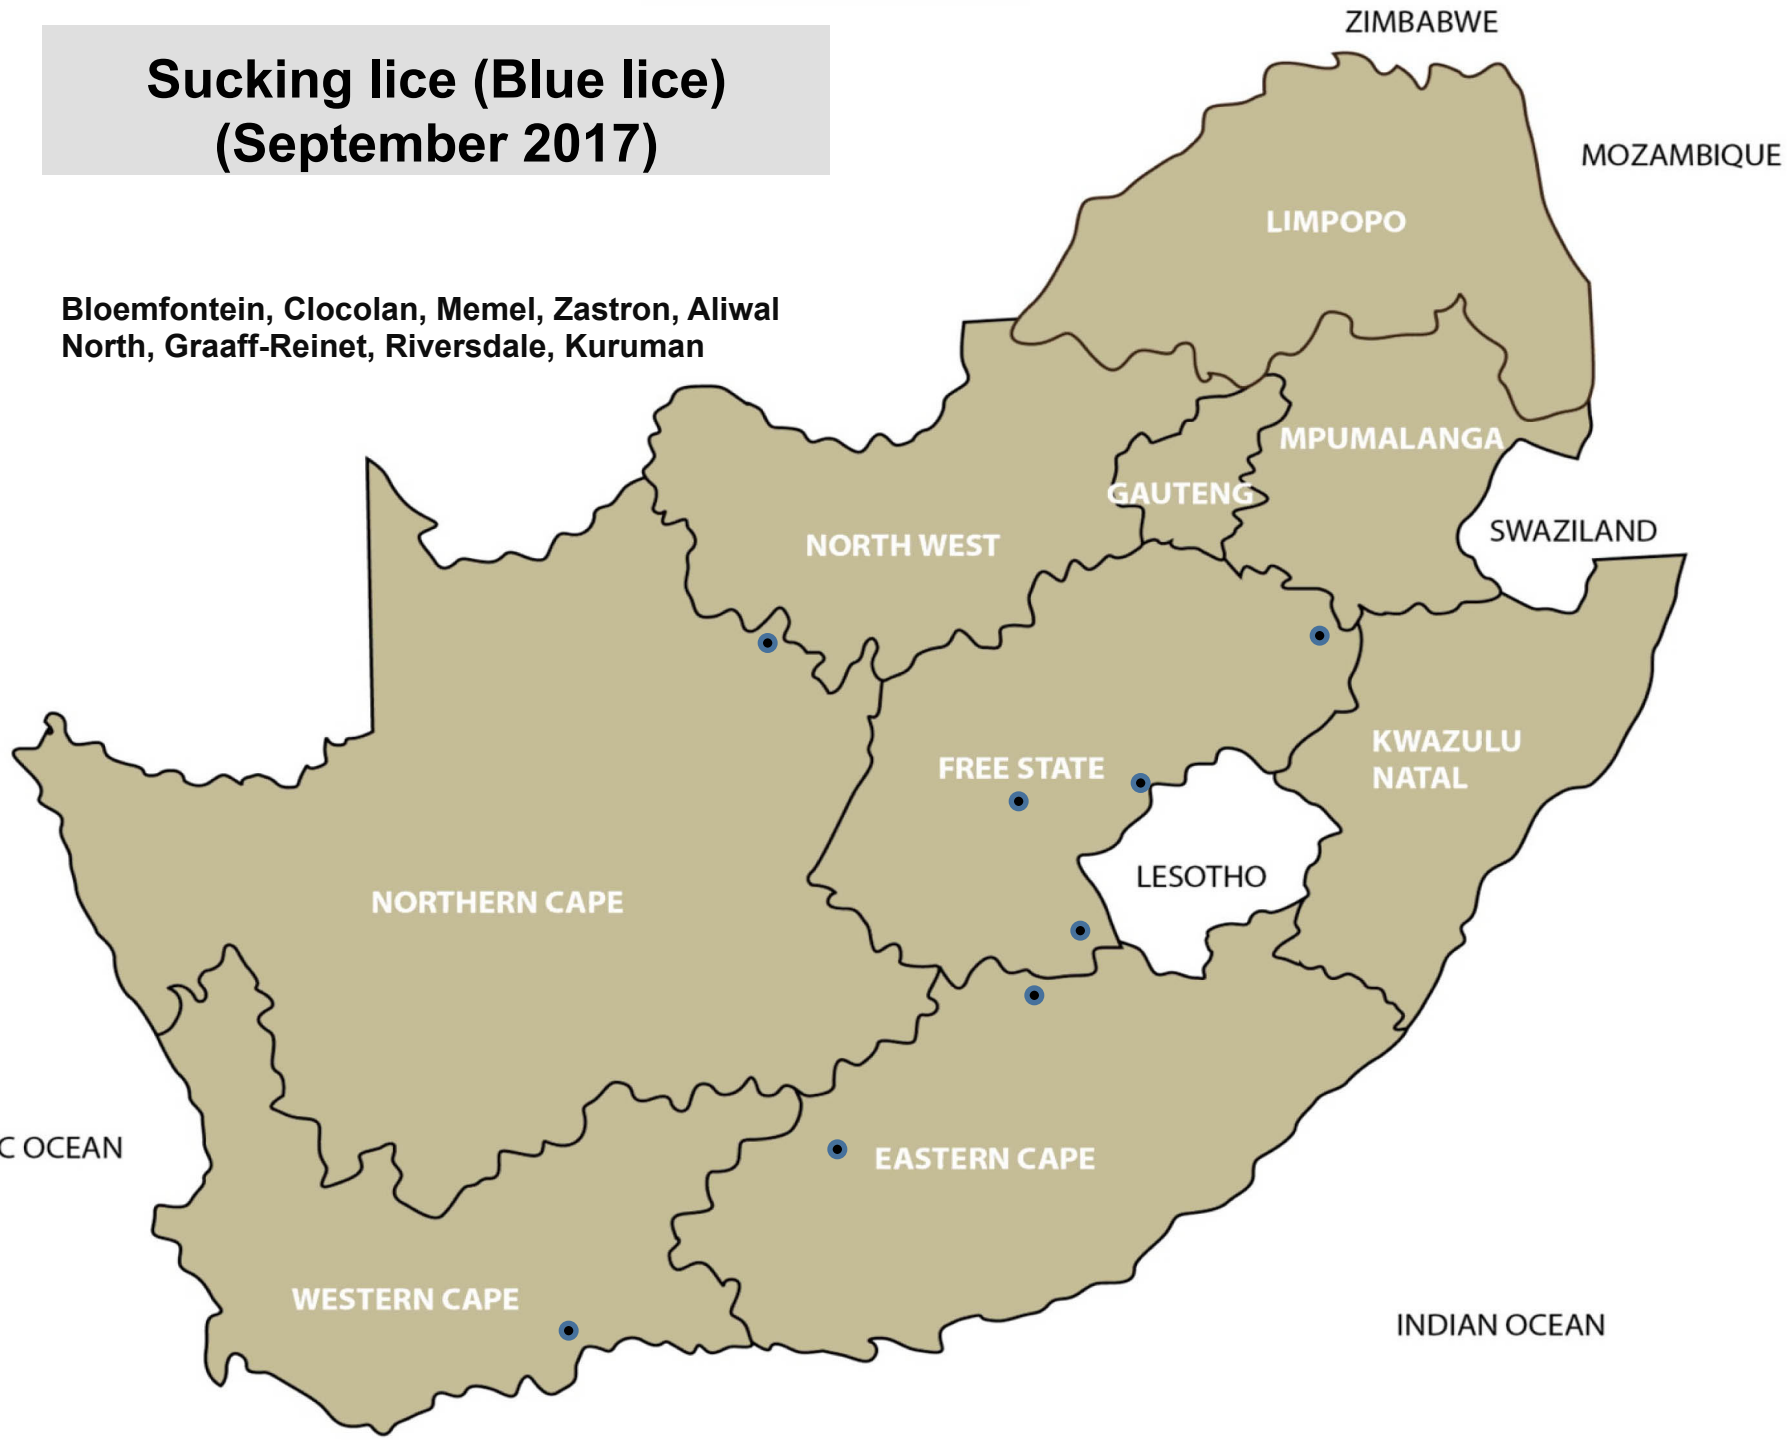 Sucking lice (Blue lice)
(September 2017)
Bloemfontein, Clocolan, Memel, Zastron, Aliwal
North, Graaff-Reinet, Riversdale, Kuruman
ZIMBABWE
MOZAMBIQUE
LIMPOPO
MPUMALANGA
GAUTENG
SWAZILAND
NORTH WEST
KWAZULU
NATAL
FREE STATE
LESOTHO
NORTHERN CAPE
C OCEAN
EASTERN CAPE
WESTERN CAPE
INDIAN OCEAN